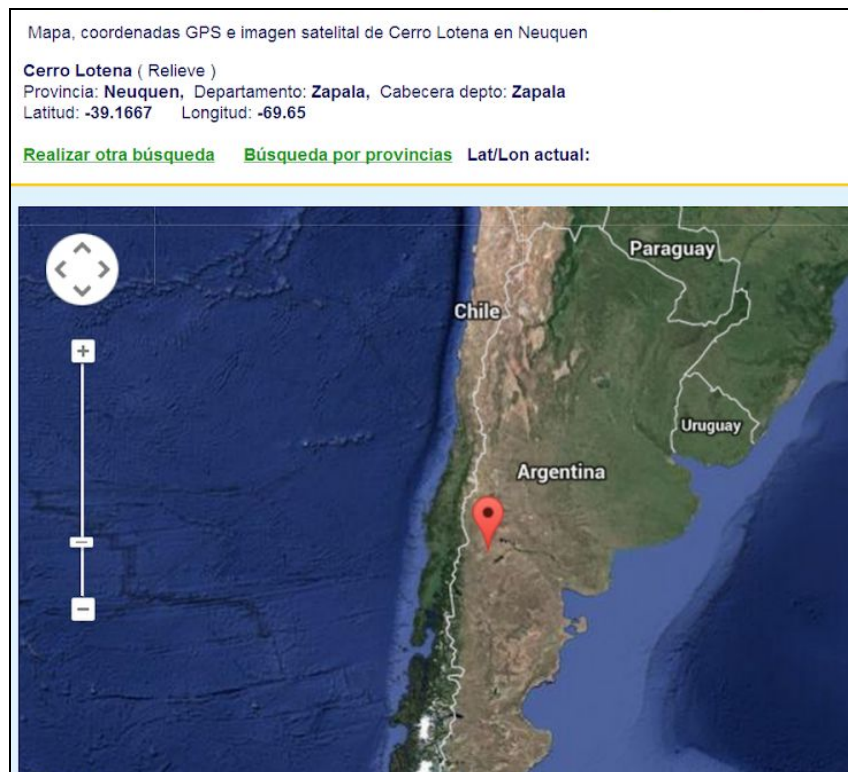 Mapa, coordenadas GPS e imagen satelital de Cerro Lotena en Neuquen
Cerro Lotena ( Relieve )
Provincia: Neuquen, Departamento: Zapala, Cabecera depto: Zapala
Latitud: -39.1667 Longitud: -69.65
Realizar otra búsqueda Búsqueda por provincias Lat/Lon actual:
Paraguay
Chile
Uruguay
Argentina